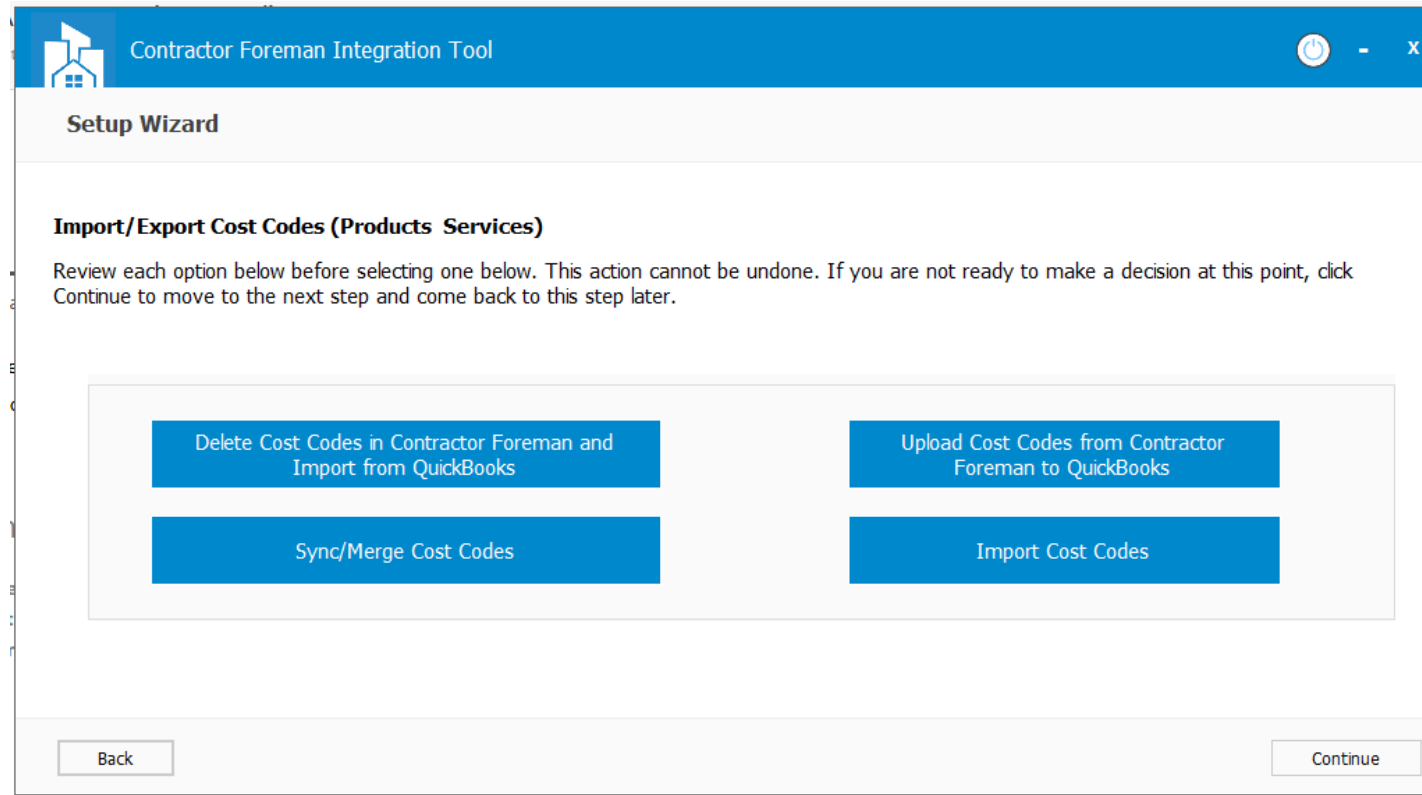 Contractor Foreman Integration Tool
- x
Setup Wizard
Import/Export Cost Codes (Products Services)
Review each option below before selecting one below. This action cannot be undone. If you are not ready to make a decision at this point, click
Continue to move to the next step and come back to this step later.
Delete Cost Codes in Contractor Foreman and
Import from QuickBooks
Upload Cost Codes from Contractor
Foreman to QuickBooks
Sync/Merge Cost Codes
Import Cost Codes
Back
Continue